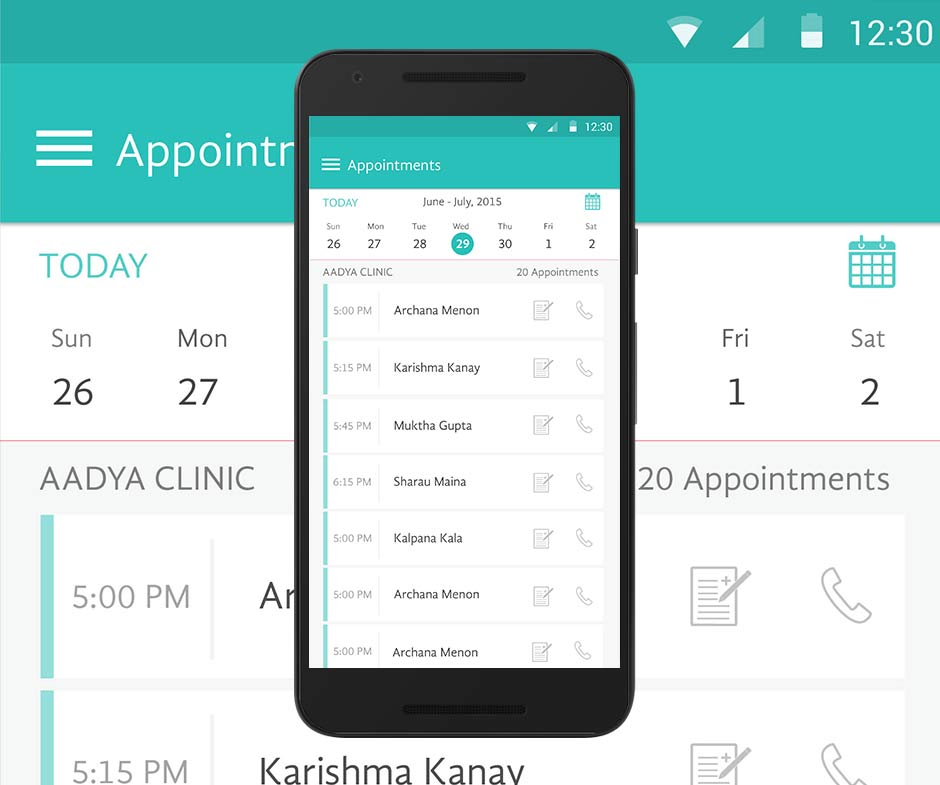 12:30
Appointr
TODAY
Sun Mon Fri Sat
26 27 1 2
AADYA CLINIC 20 Appointments
5:00 PM Ar
5:15 PM Karishma Kanay
12:30
Appointments
TODAY June - July, 2015
Sun Mon Tue Wed Thu Fri Sat
26 27 28 29 30 1 2
AADYA CLINIC 20 Appointments
5:00 PM Archana Menon
5:15 PM Karishma Kanay
5:45 PM Muktha Gupta
6:15 PM Sharau Maina
5:00 PM Kalpana Kala
5:00 PM Archana Menon
5:00 PM Archana Menon